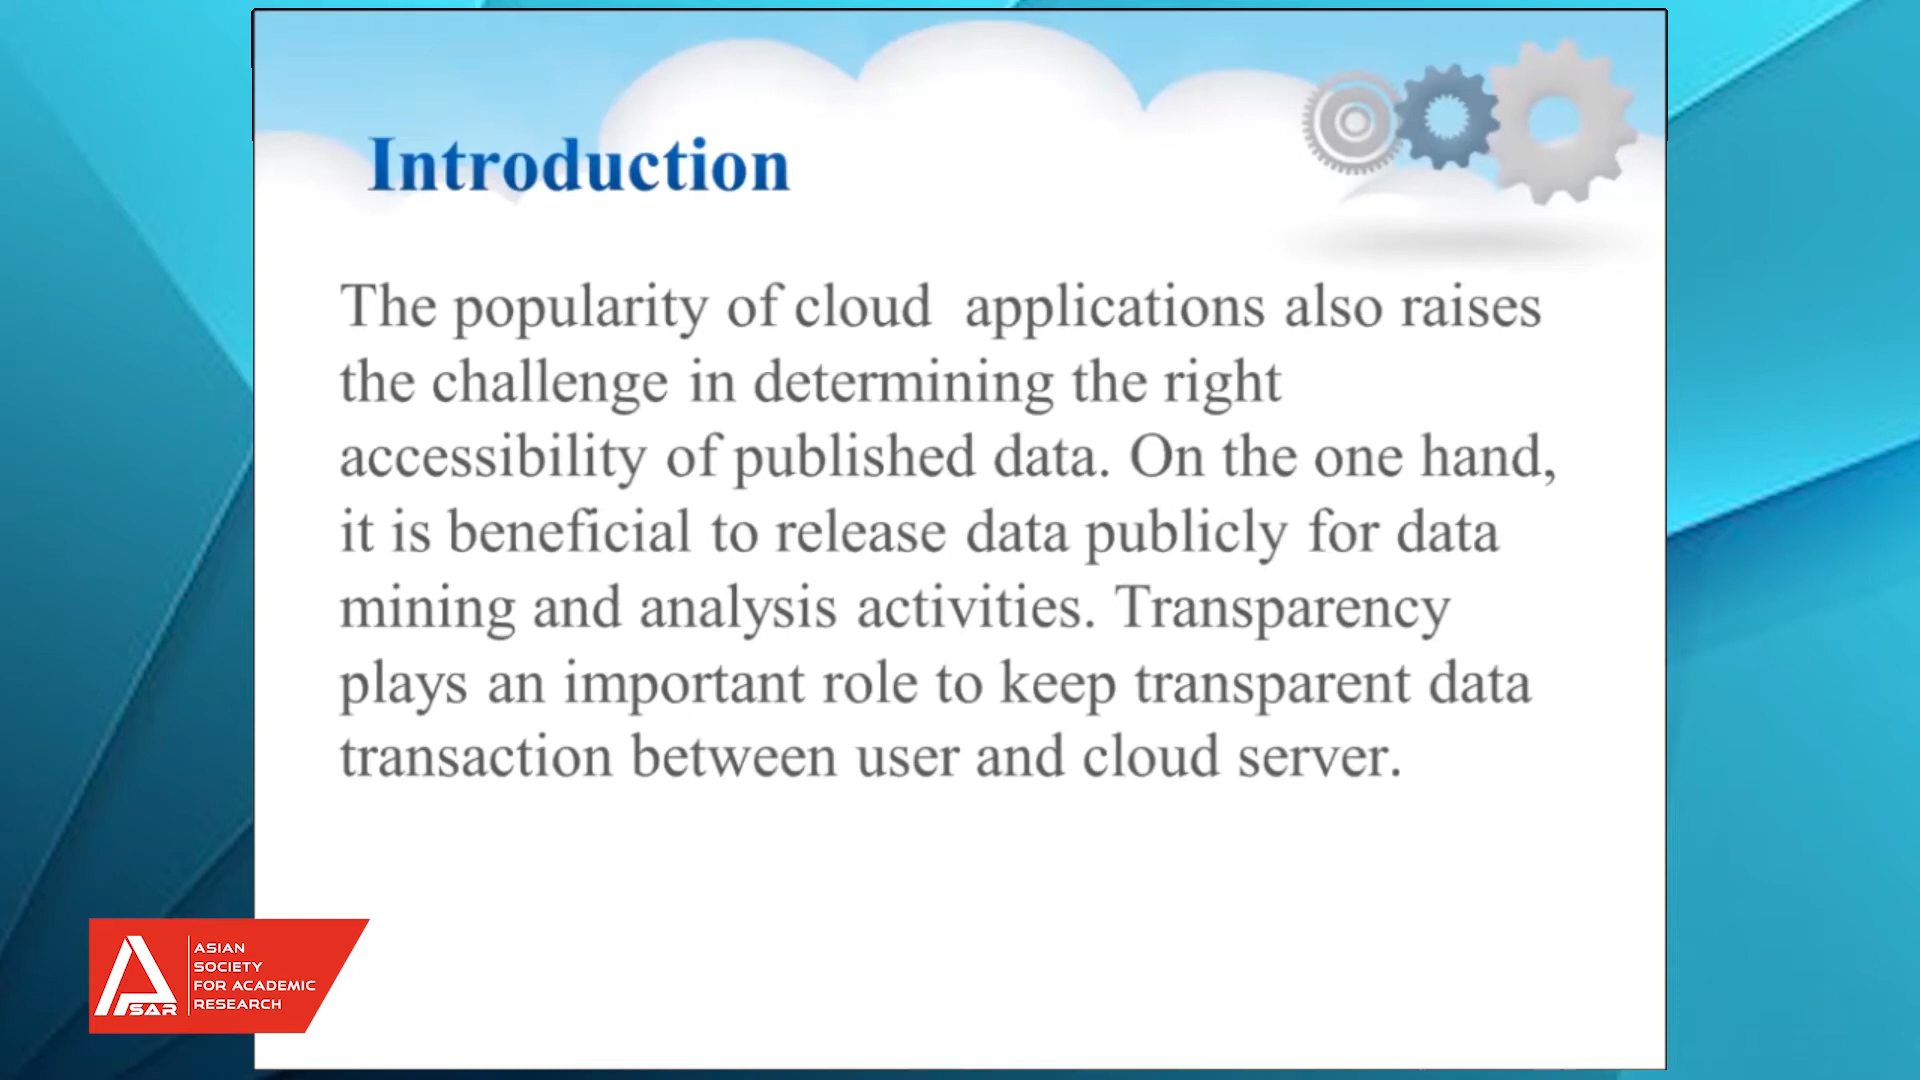 Introduction
The popularity of cloud applications also raises
the challenge in determining the right
accessibility of published data. On the one hand,
it is beneficial to release data publicly for data
mining and analysis activities. Transparency
plays an important role to keep transparent data
transaction between user and cloud server.
ASAR
ASIAN
SOCIETY
FOR ACADEMIC
RESEARCH